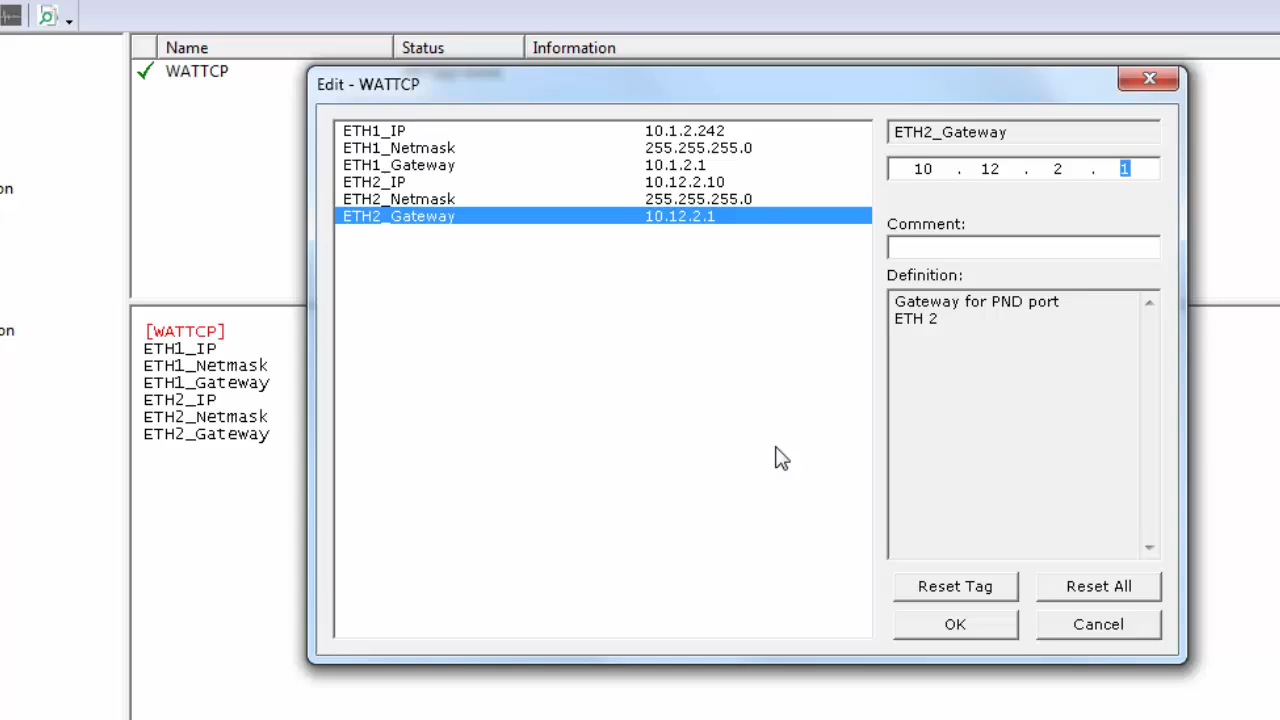 Name Status Information
WATTCP
Edit - WATTCP
ETH1_IP 10.1.2.242
ETH1_Netmask 255.255.255.0
ETH1_Gateway 10.1.2.1
ETH2_IP 10.12.2.10
ETH2_Netmask 255.255.255.0
ETH2_Gateway 10.12.2.1
ETH2_Gateway
10 . 12 . 2 . 1
Comment:
Definition:
Gateway for PND port
ETH 2
Reset Tag Reset All
OK Cancel
on
on
[WATTCP]
ETH1_IP
ETH1_Netmask
ETH1_Gateway
ETH2_IP
ETH2_Netmask
ETH2_Gateway